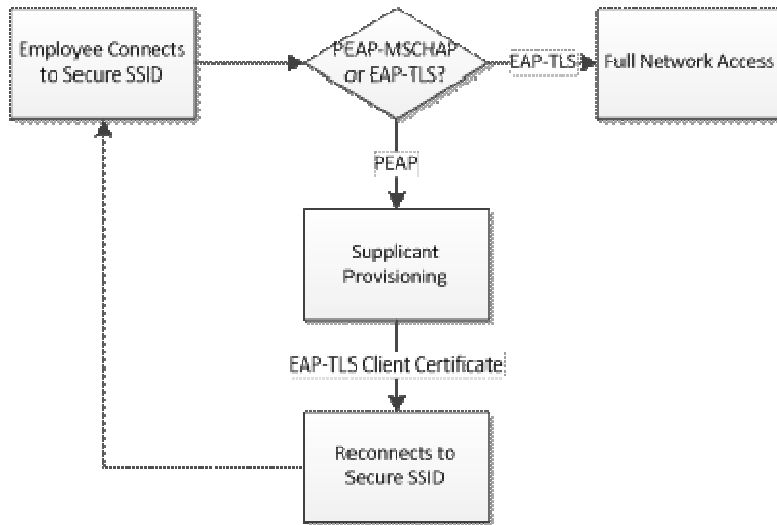 Employee Connects
to Secure SSID
PEAP-MSCHAP
or EAP-TLS?
EAP-TLS
Full Network Access
PEAP
Supplicant
Provisioning
EAP-TLS Client Certificate
Reconnects to
Secure SSID